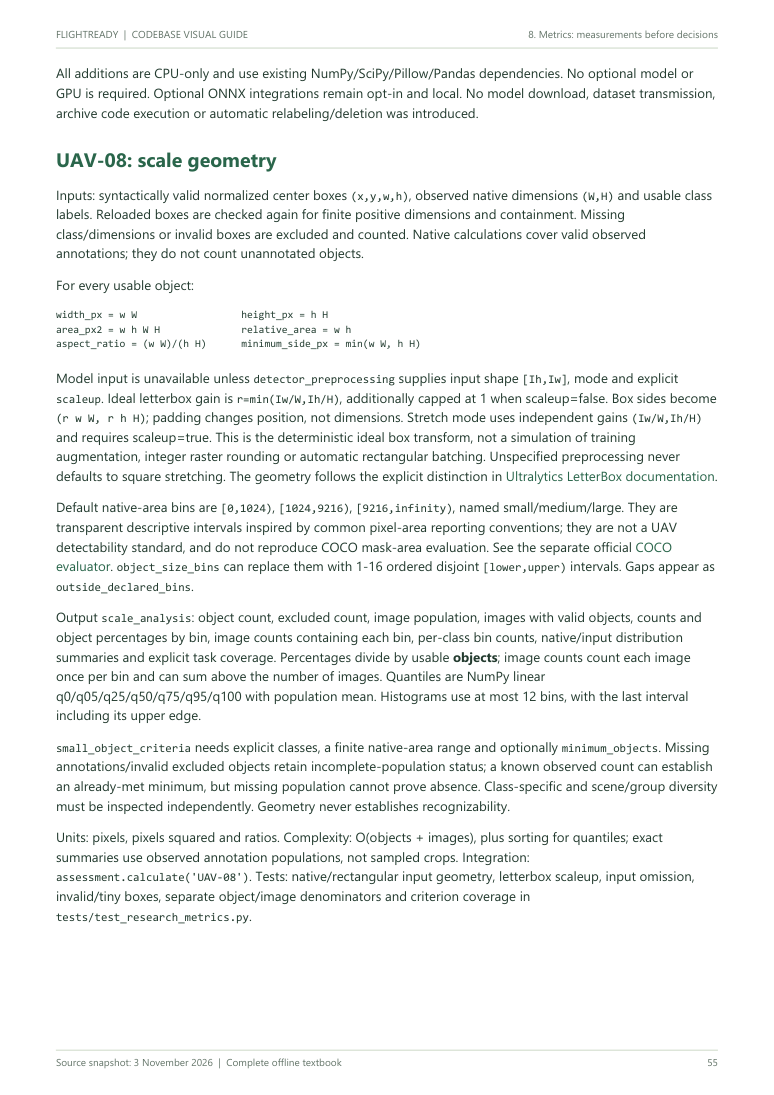 FLIGHTREADY | CODEBASE VISUAL GUIDE
8. Metrics: measurements before decisions
All additions are CPU-only and use existing NumPy/SciPy/Pillow/Pandas dependencies. No optional model or
GPU is required. Optional ONNX integrations remain opt-in and local. No model download, dataset transmission,
archive code execution or automatic relabeling/deletion was introduced.
UAV-08: scale geometry
Inputs: syntactically valid normalized center boxes (x,y,w,h), observed native dimensions (W,H) and usable class
labels. Reloaded boxes are checked again for finite positive dimensions and containment. Missing
class/dimensions or invalid boxes are excluded and counted. Native calculations cover valid observed
annotations; they do not count unannotated objects.
For every usable object:
width_px = w W height_px = h H
area_px2 = w h W H relative_area = w h
aspect_ratio = (w W)/(h H) minimum_side_px = min(w W, h H)
Model input is unavailable unless detector_preprocessing supplies input shape [Ih,Iw], mode and explicit
scaleup. Ideal letterbox gain is r=min(Iw/W,Ih/H), additionally capped at 1 when scaleup=false. Box sides become
(r w W, r h H); padding changes position, not dimensions. Stretch mode uses independent gains (Iw/W,Ih/H)
and requires scaleup=true. This is the deterministic ideal box transform, not a simulation of training
augmentation, integer raster rounding or automatic rectangular batching. Unspecified preprocessing never
defaults to square stretching. The geometry follows the explicit distinction in Ultralytics LetterBox documentation.
Default native-area bins are [0,1024), [1024,9216), [9216,infinity), named small/medium/large. They are
transparent descriptive intervals inspired by common pixel-area reporting conventions; they are not a UAV
detectability standard, and do not reproduce COCO mask-area evaluation. See the separate official COCO
evaluator. object_size_bins can replace them with 1-16 ordered disjoint [lower,upper) intervals. Gaps appear as
outside_declared_bins.
Output scale_analysis: object count, excluded count, image population, images with valid objects, counts and
object percentages by bin, image counts containing each bin, per-class bin counts, native/input distribution
summaries and explicit task coverage. Percentages divide by usable objects; image counts count each image
once per bin and can sum above the number of images. Quantiles are NumPy linear
q0/q05/q25/q50/q75/q95/q100 with population mean. Histograms use at most 12 bins, with the last interval
including its upper edge.
small_object_criteria needs explicit classes, a finite native-area range and optionally minimum_objects. Missing
annotations/invalid excluded objects retain incomplete-population status; a known observed count can establish
an already-met minimum, but missing population cannot prove absence. Class-specific and scene/group diversity
must be inspected independently. Geometry never establishes recognizability.
Units: pixels, pixels squared and ratios. Complexity: O(objects + images), plus sorting for quantiles; exact
summaries use observed annotation populations, not sampled crops. Integration:
assessment.calculate('UAV-08'). Tests: native/rectangular input geometry, letterbox scaleup, input omission,
invalid/tiny boxes, separate object/image denominators and criterion coverage in
tests/test_research_metrics.py.
Source snapshot: 3 November 2026 | Complete offline textbook
55